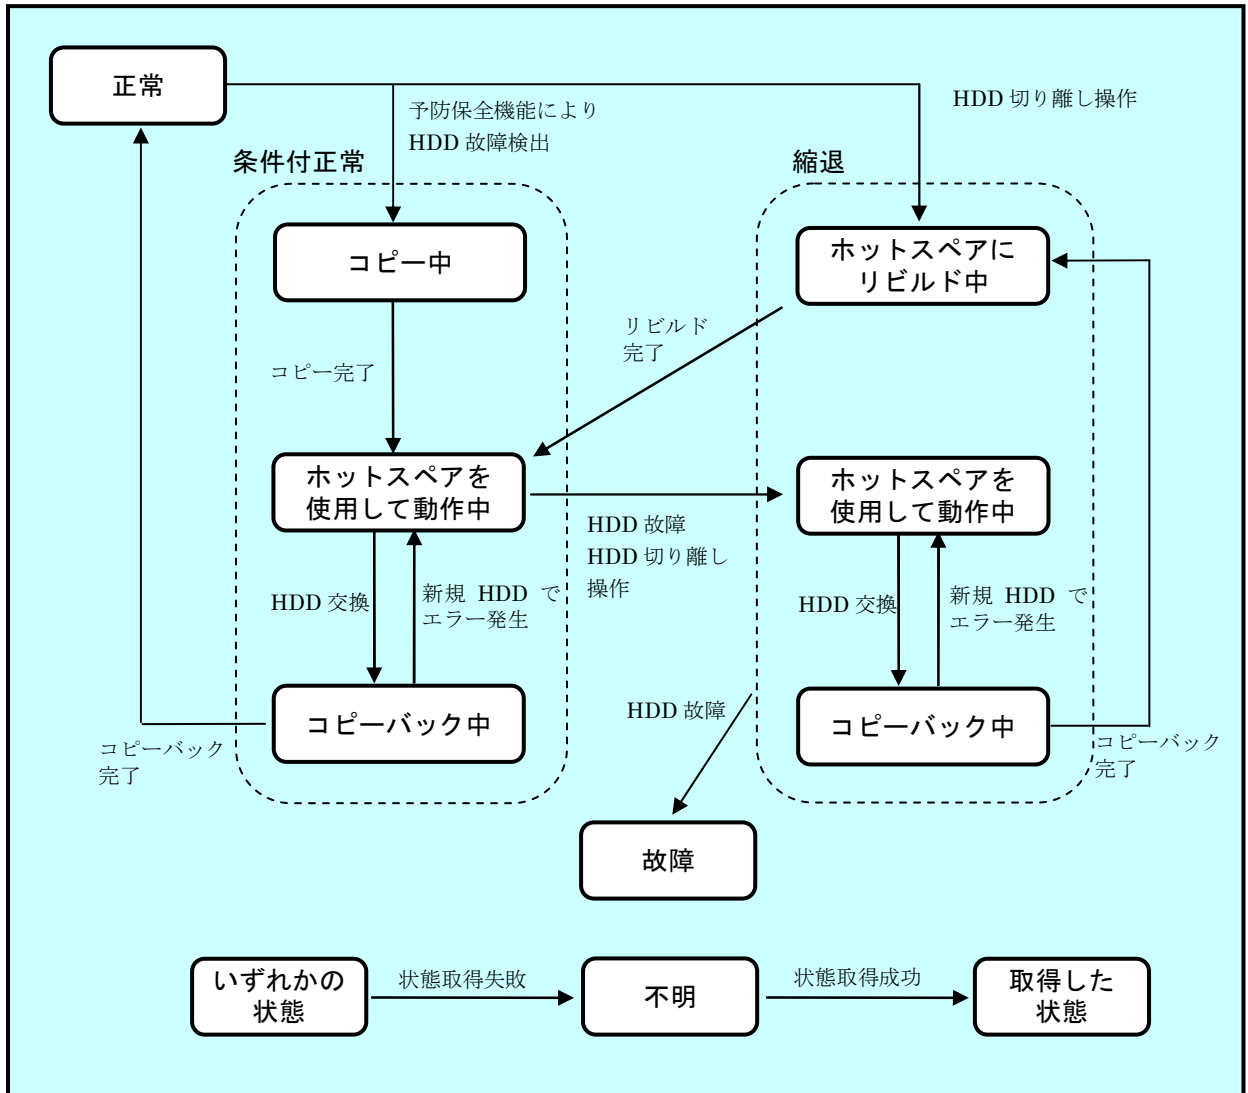 正常
予防保全機能により
HDD 故障検出
HDD 切り離し操作
条件付正常
縮退
コピー中
ホットスペアに
リビルド中
リビルド
完了
コピー完了
ホットスペアを
使用して動作中
ホットスペアを
使用して動作中
HDD 故障
HDD 切り離し
操作
HDD 交換
新規 HDD で
エラー発生
HDD 交換
新規 HDD で
エラー発生
コピーバック中
HDD 故障
コピーバック中
コピーバック
完了
コピーバック
完了
故障
いずれかの
状態
状態取得失敗
不明
状態取得成功
取得した
状態